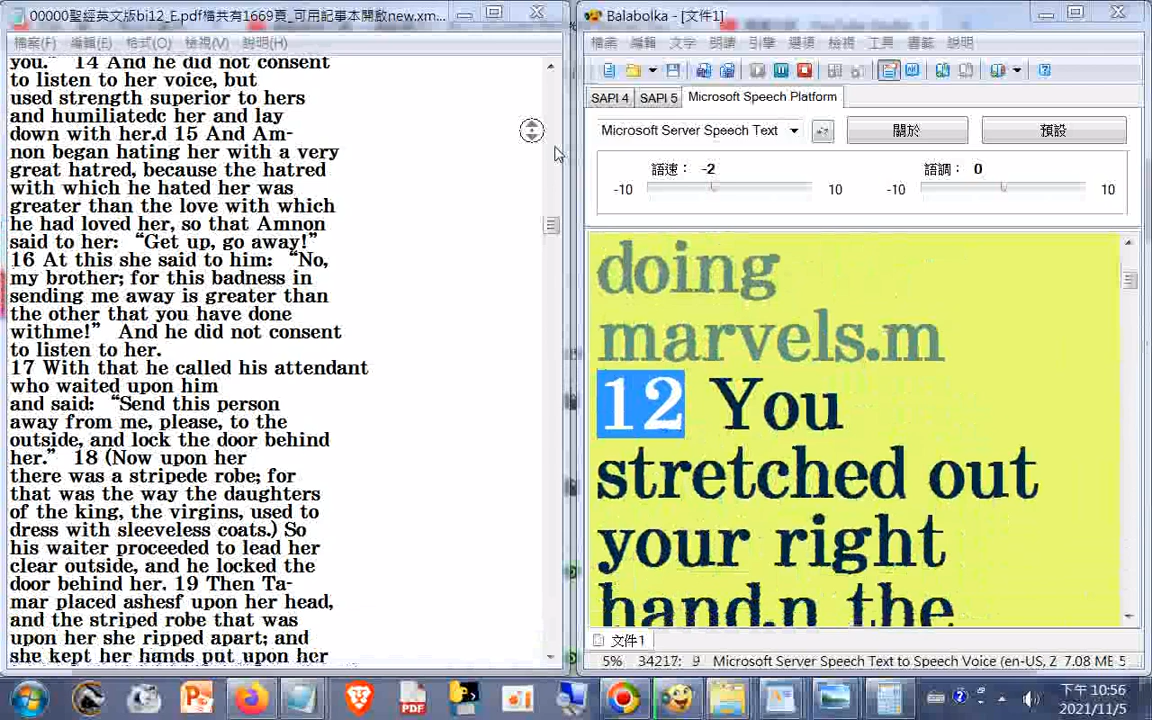 00000聖經英文版bi12_E.pdf檔共有1669頁_可用記事本開啟new.xm...
檔案(F) 編輯(E) 格式(O) 檢視(V) 說明(H)
you.” 14 And he did not consent
to listen to her voice, but
used strength superior to hers
and humiliatedc her and lay
down with her.d 15 And Am-
non began hating her with a very
great hatred, because the hatred
with which he hated her was
greater than the love with which
he had loved her, so that Amnon
said to her: “Get up, go away!”
16 At this she said to him: “No,
my brother; for this badness in
sending me away is greater than
the other that you have done
withme!” And he did not consent
to listen to her.
17 With that he called his attendant
who waited upon him
and said: “Send this person
away from me, please, to the
outside, and lock the door behind
her.” 18 (Now upon her
there was a stripede robe; for
that was the way the daughters
of the king, the virgins, used to
dress with sleeveless coats.) So
his waiter proceeded to lead her
clear outside, and he locked the
door behind her. 19 Then Ta-
mar placed ashesf upon her head,
and the striped robe that was
upon her she ripped apart; and
she kept her hands put upon her
Balabolka - [文件1]
檔案 編輯 文字 朗讀 引擎 選項 檢視 工具 書籤 說明
SAPI 4 SAPI 5 Microsoft Speech Platform
Microsoft Server Speech Text 關於 預設
語速： -2 語調： 0
-10 10 -10 10
doing
marvels.m
12 You
stretched out
your right
hand.n the
文件1
5% 34217: 9 Microsoft Server Speech Text to Speech Voice (en-US, Z 7.08 MB 5
PDF
下午 10:56
2021/11/5